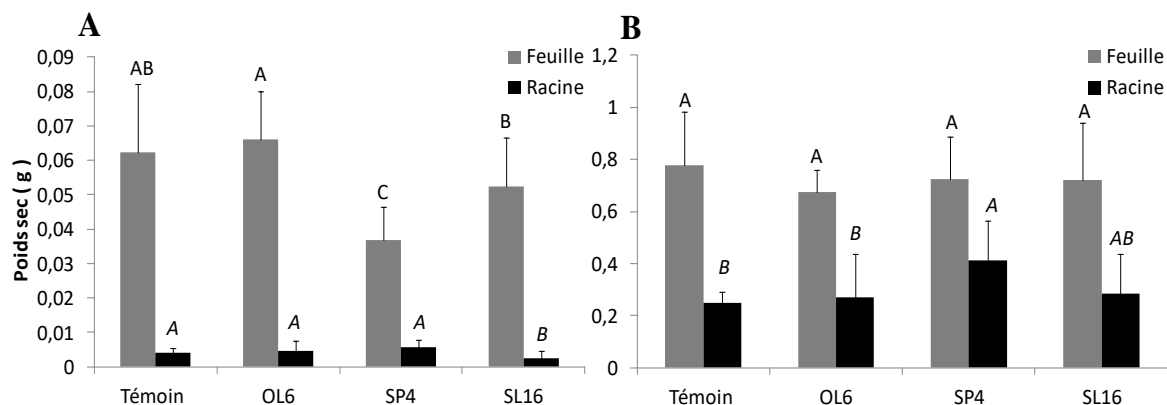 A
B
0,09
0,08
0,07
0,06
0,05
0,04
0,03
0,02
0,01
0
Poids sec ( g )
Feuille
Racine
AB
A
C
B
A
A
A
B
Témoin
OL6
SP4
SL16
1,2
1
0,8
0,6
0,4
0,2
0
Feuille
Racine
A
A
A
A
B
B
A
AB
Témoin
OL6
SP4
SL16